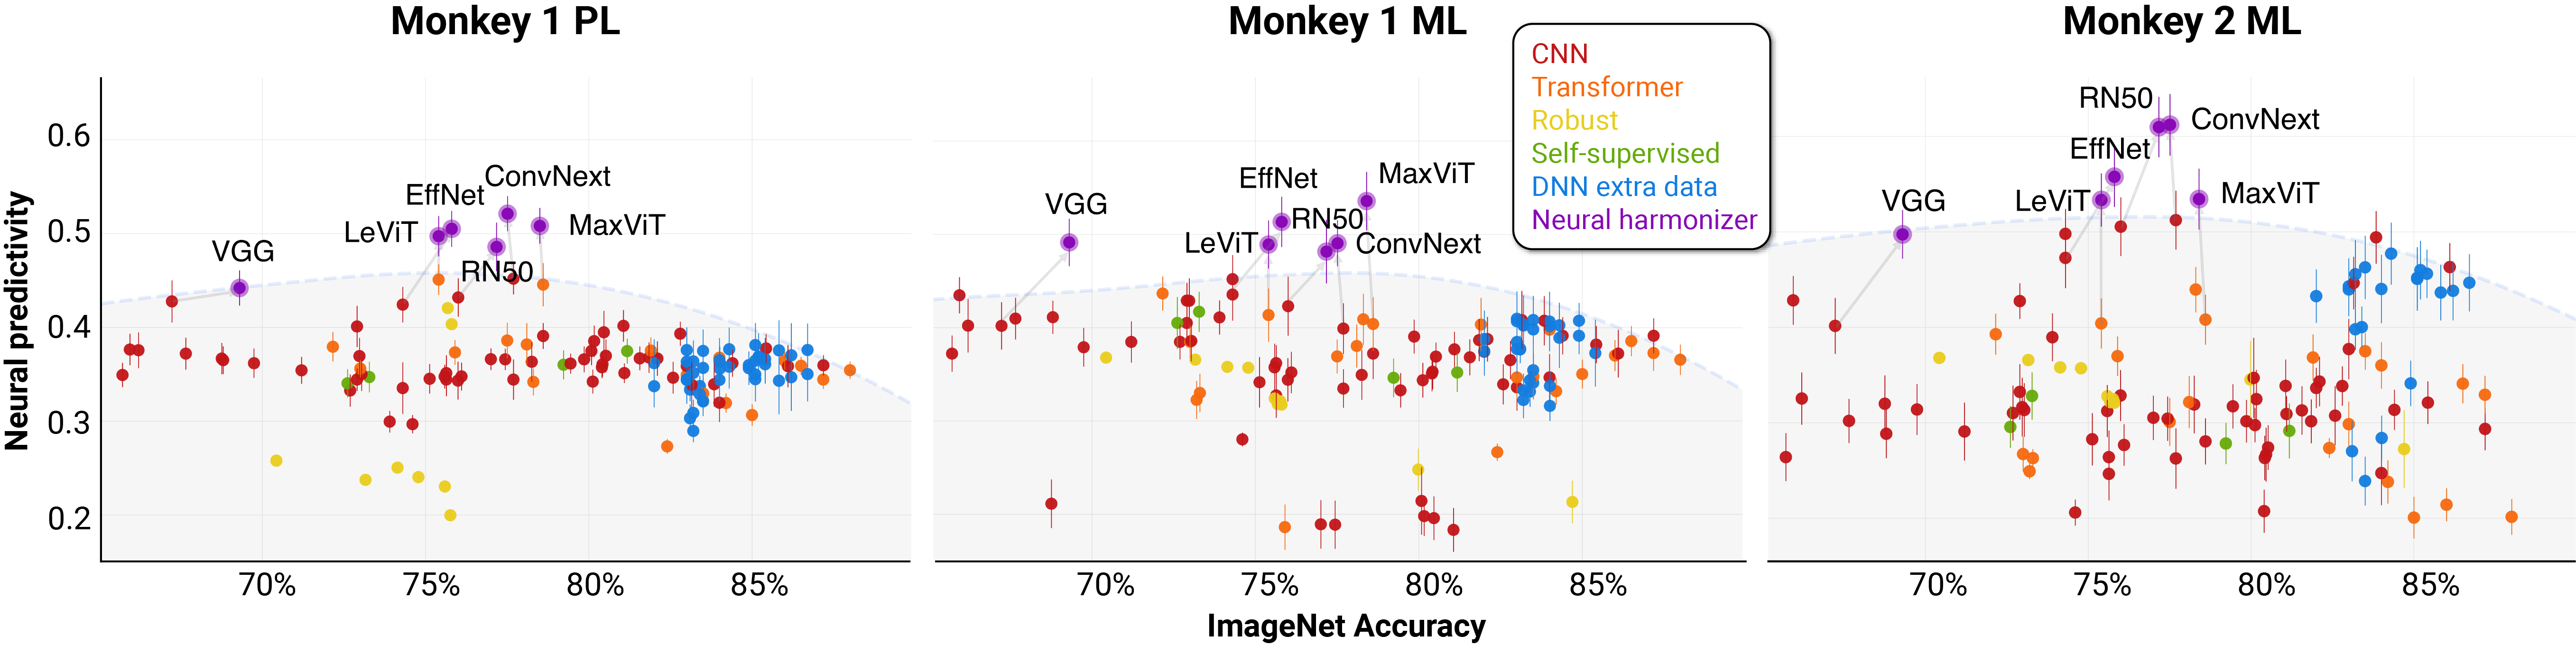 Monkey 1 PL
Monkey 1 ML
Monkey 2 ML
CNN
Transformer
Robust
Self-supervised
DNN extra data
Neural harmonizer
Neural predictivity
0.6
0.5
0.4
0.3
0.2
VGG
LeViT
EffNet
ConvNext
RN50
MaxViT
VGG
LeViT
EffNet
RN50
MaxViT
ConvNext
VGG
LeViT
EffNet
RN50
ConvNext
MaxViT
70%
75%
80%
85%
70%
75%
80%
85%
70%
75%
80%
85%
ImageNet Accuracy